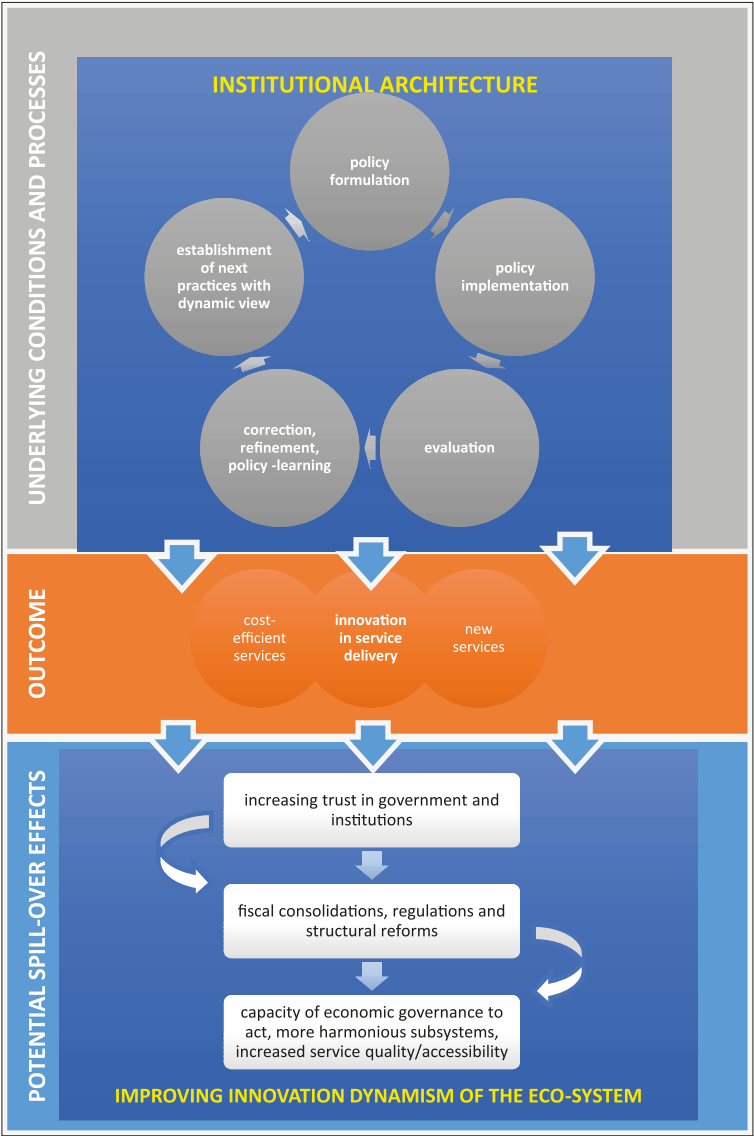 UNDERLYING CONDITIONS AND PROCESSES
INSTITUTIONAL ARCHITECTURE
policy
formulation
policy
implementation
evaluation
correction,
refinement,
policy -learning
establishment
of next
practices with
dynamic view
OUTCOME
cost-
efficient
services
innovation
in service
delivery
new
services
POTENTIAL SPILL-OVER EFFECTS
increasing trust in government and
institutions
fiscal consolidations, regulations and
structural reforms
capacity of economic governance to
act, more harmonious subsystems,
increased service quality/accessibility
IMPROVING INNOVATION DYNAMISM OF THE ECO-SYSTEM